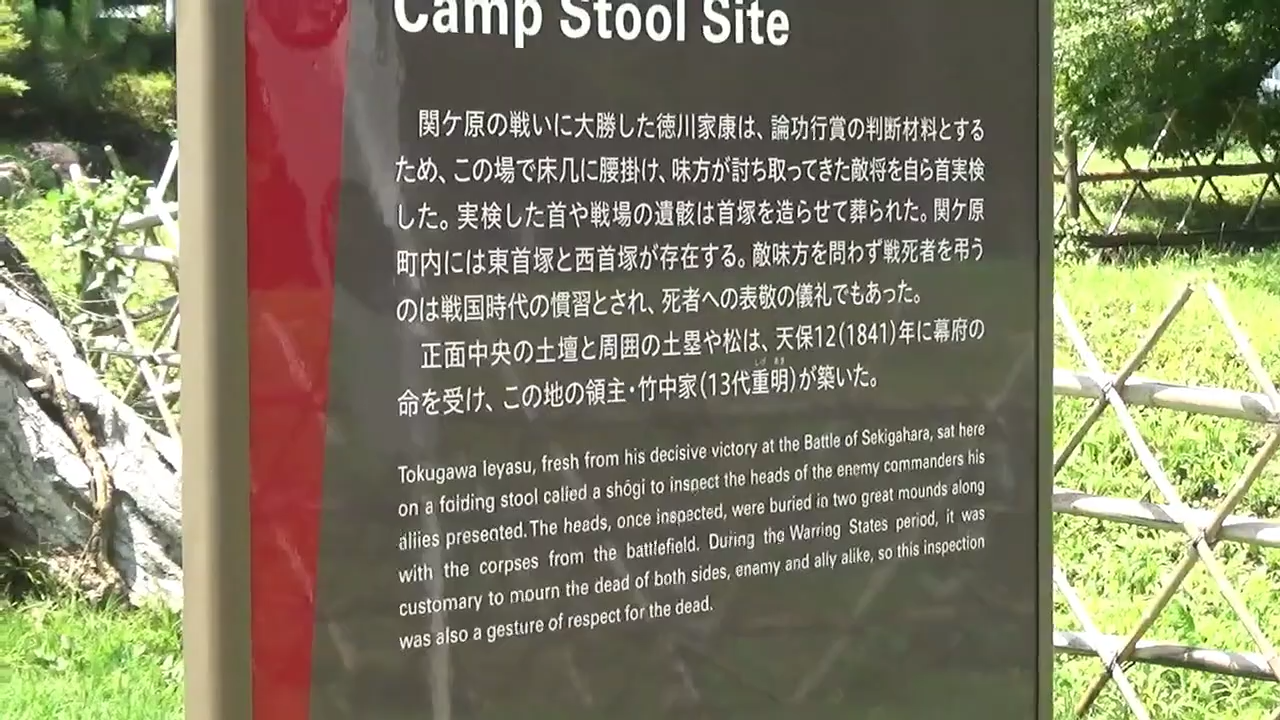 Camp Stool Site
関ケ原の戦いに大勝した徳川家康は、論功行賞の判断材料とする
ため、この場で床几に腰掛け、味方が討ち取ってきた敵将を自ら首実検
した。実検した首や戦場の遺骸は首塚を造らせて葬られた。関ケ原
町内には東首塚と西首塚が存在する。敵味方を問わず戦死者を弔う
のは戦国時代の慣習とされ、死者への表敬の儀礼でもあった。
正面中央の土壇と周囲の土塁や松は、天保12(1841)年に幕府の
しげ あき
命を受け、この地の領主・竹中家(13代重明)が築いた。
Tokugawa Ieyasu, fresh from his decisive victory at the Battle of Sekigahara, sat here
on a folding stool called a shōgi to inspect the heads of the enemy commanders his
allies presented. The heads, once inspected, were buried in two great mounds along
with the corpses from the battlefield. During the Warring States period, it was
customary to mourn the dead of both sides, enemy and ally alike, so this inspection
was also a gesture of respect for the dead.